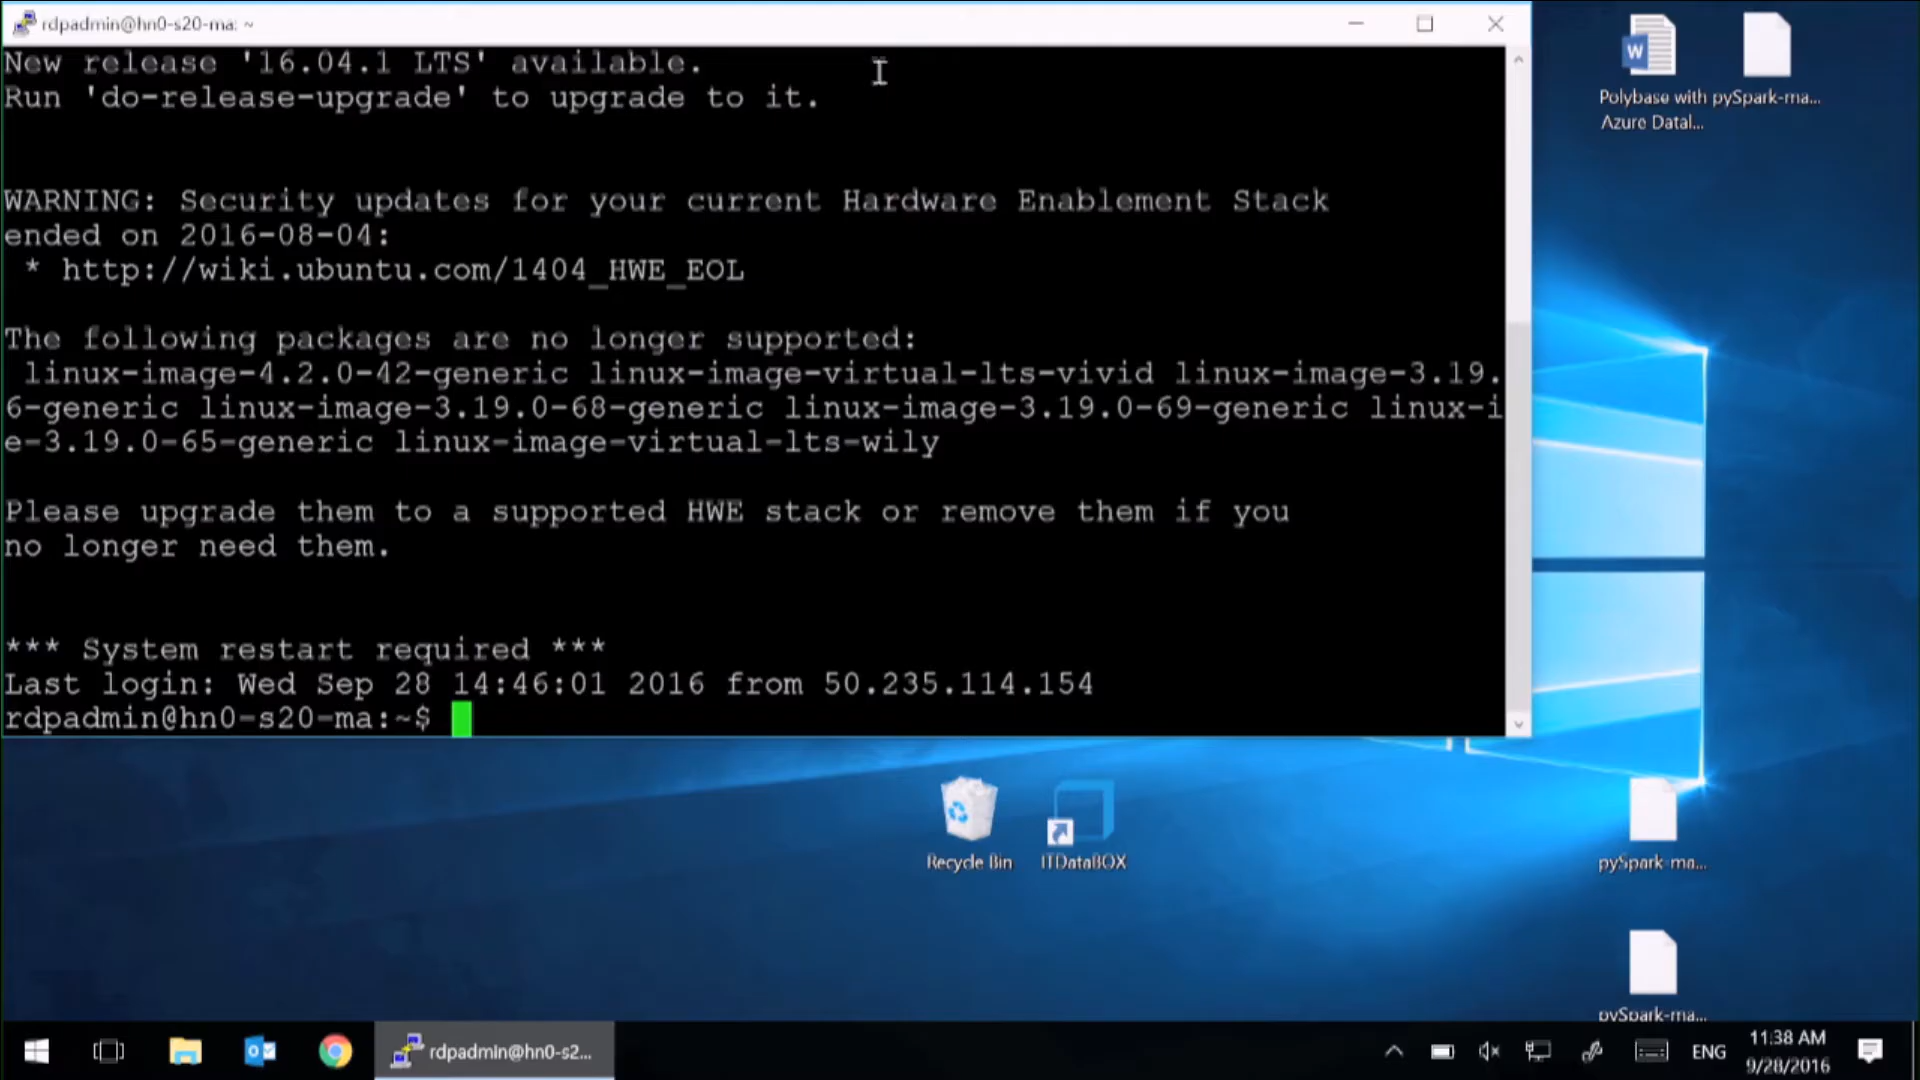 rdpadmin@hn0-s20-ma: ~
New release '16.04.1 LTS' available.
Run 'do-release-upgrade' to upgrade to it.
WARNING: Security updates for your current Hardware Enablement Stack
ended on 2016-08-04:
* http://wiki.ubuntu.com/1404_HWE_EOL
The following packages are no longer supported:
linux-image-4.2.0-42-generic linux-image-virtual-lts-vivid linux-image-3.19.
6-generic linux-image-3.19.0-68-generic linux-image-3.19.0-69-generic linux-i
e-3.19.0-65-generic linux-image-virtual-lts-wily
Please upgrade them to a supported HWE stack or remove them if you
no longer need them.
*** System restart required ***
Last login: Wed Sep 28 14:46:01 2016 from 50.235.114.154
rdpadmin@hn0-s20-ma:~$
W
Polybase with
Azure Datal...
pySpark-ma...
Recycle Bin
ITDataBOX
pySpark-ma...
pySpark-ma...
rdpadmin@hn0-s2...
ENG
11:38 AM
9/28/2016